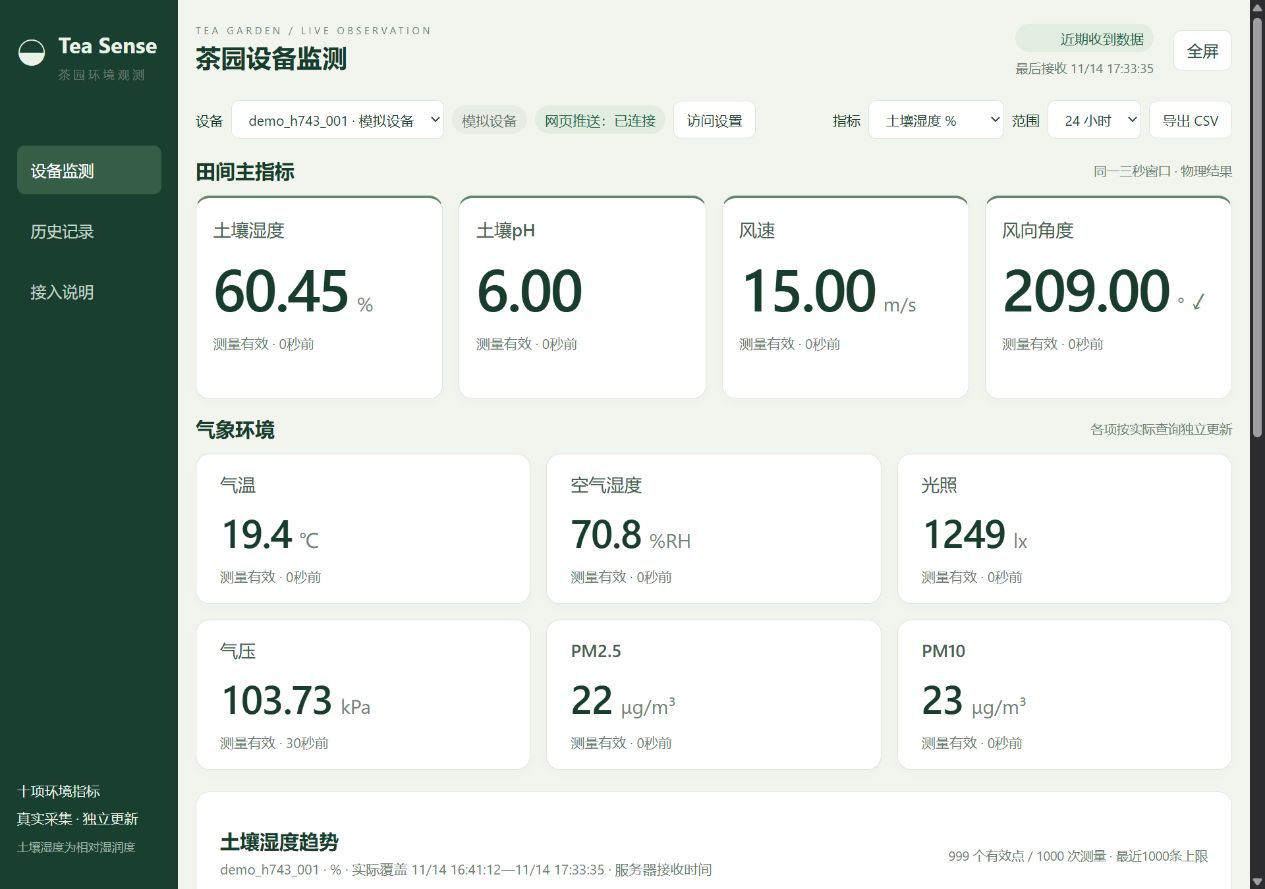 Tea Sense
茶园环境观测
设备监测
历史记录
接入说明
十项环境指标
真实采集 · 独立更新
土壤湿度为相对湿润度
TEA GARDEN / LIVE OBSERVATION
茶园设备监测
近期收到数据
最后接收 11/14 17:33:35
全屏
设备 demo_h743_001 · 模拟设备 模拟设备 网页推送：已连接 访问设置 指标 土壤湿度 % 范围 24 小时 导出 CSV
田间主指标
同一三秒窗口 · 物理结果
土壤湿度
60.45 %
测量有效 · 0秒前
土壤pH
6.00
测量有效 · 0秒前
风速
15.00 m/s
测量有效 · 0秒前
风向角度
209.00 ° ↙
测量有效 · 0秒前
气象环境
各项按实际查询独立更新
气温
19.4 ℃
测量有效 · 0秒前
空气湿度
70.8 %RH
测量有效 · 0秒前
光照
1249 lx
测量有效 · 0秒前
气压
103.73 kPa
测量有效 · 30秒前
PM2.5
22 μg/m³
测量有效 · 0秒前
PM10
23 μg/m³
测量有效 · 0秒前
土壤湿度趋势
demo_h743_001 · % · 实际覆盖 11/14 16:41:12—11/14 17:33:35 · 服务器接收时间
999 个有效点 / 1000 次测量 · 最近1000条上限